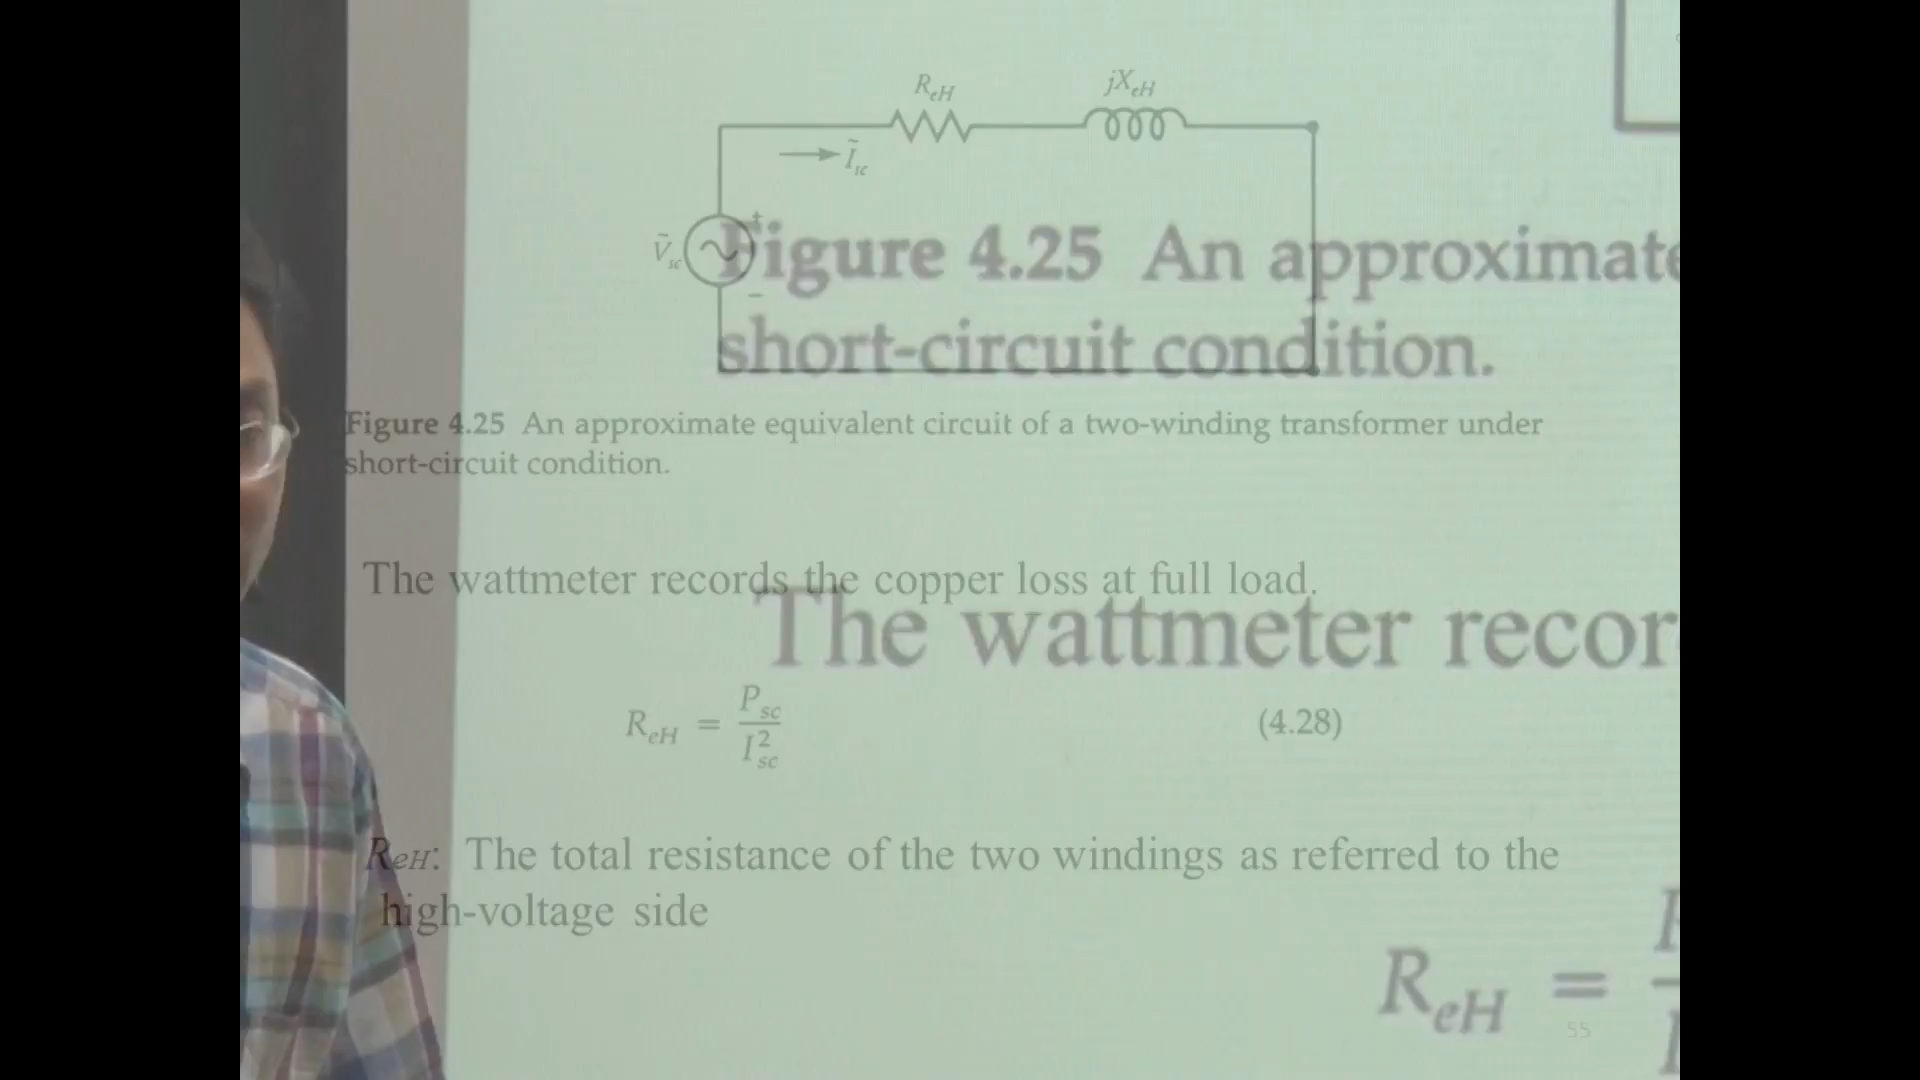 R_eH
jX_eH
Ĩ_sc
+
Ṽ_sc
−
Figure 4.25 An approximate
short-circuit condition.
Figure 4.25 An approximate equivalent circuit of a two-winding transformer under
short-circuit condition.
The wattmeter records the copper loss at full load.
The wattmeter recor
R_eH = P_sc / I²_sc (4.28)
R_eH: The total resistance of the two windings as referred to the
high-voltage side
R_eH =
55